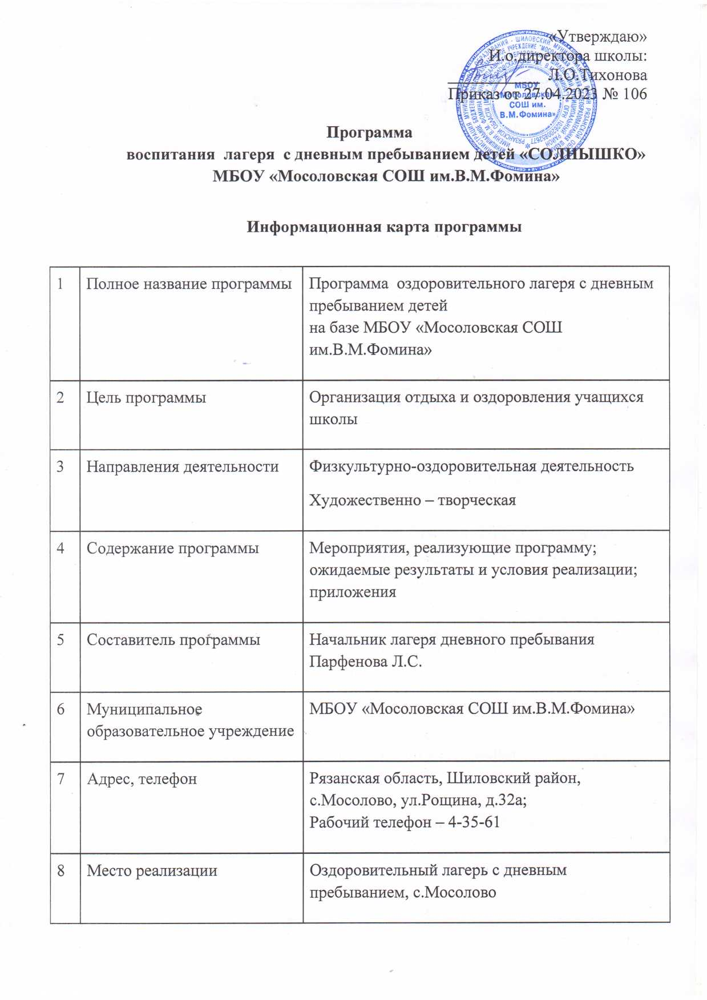 «Утверждаю»
И.о.директора школы:
Л.О.Тихонова
Приказ от 27.04.2023 № 106
МБОУ
«Мосоловская
СОШ им.
В.М.Фомина»
Программа
воспитания лагеря с дневным пребыванием детей «СОЛНЫШКО»
МБОУ «Мосоловская СОШ им.В.М.Фомина»
Информационная карта программы
1 Полное название программы Программа оздоровительного лагеря с дневным
пребыванием детей
на базе МБОУ «Мосоловская СОШ
им.В.М.Фомина»
2 Цель программы Организация отдыха и оздоровления учащихся
школы
3 Направления деятельности Физкультурно-оздоровительная деятельность
Художественно – творческая
4 Содержание программы Мероприятия, реализующие программу;
ожидаемые результаты и условия реализации;
приложения
5 Составитель программы Начальник лагеря дневного пребывания
Парфенова Л.С.
6 Муниципальное МБОУ «Мосоловская СОШ им.В.М.Фомина»
образовательное учреждение
7 Адрес, телефон Рязанская область, Шиловский район,
с.Мосолово, ул.Рощина, д.32а;
Рабочий телефон – 4-35-61
8 Место реализации Оздоровительный лагерь с дневным
пребыванием, с.Мосолово